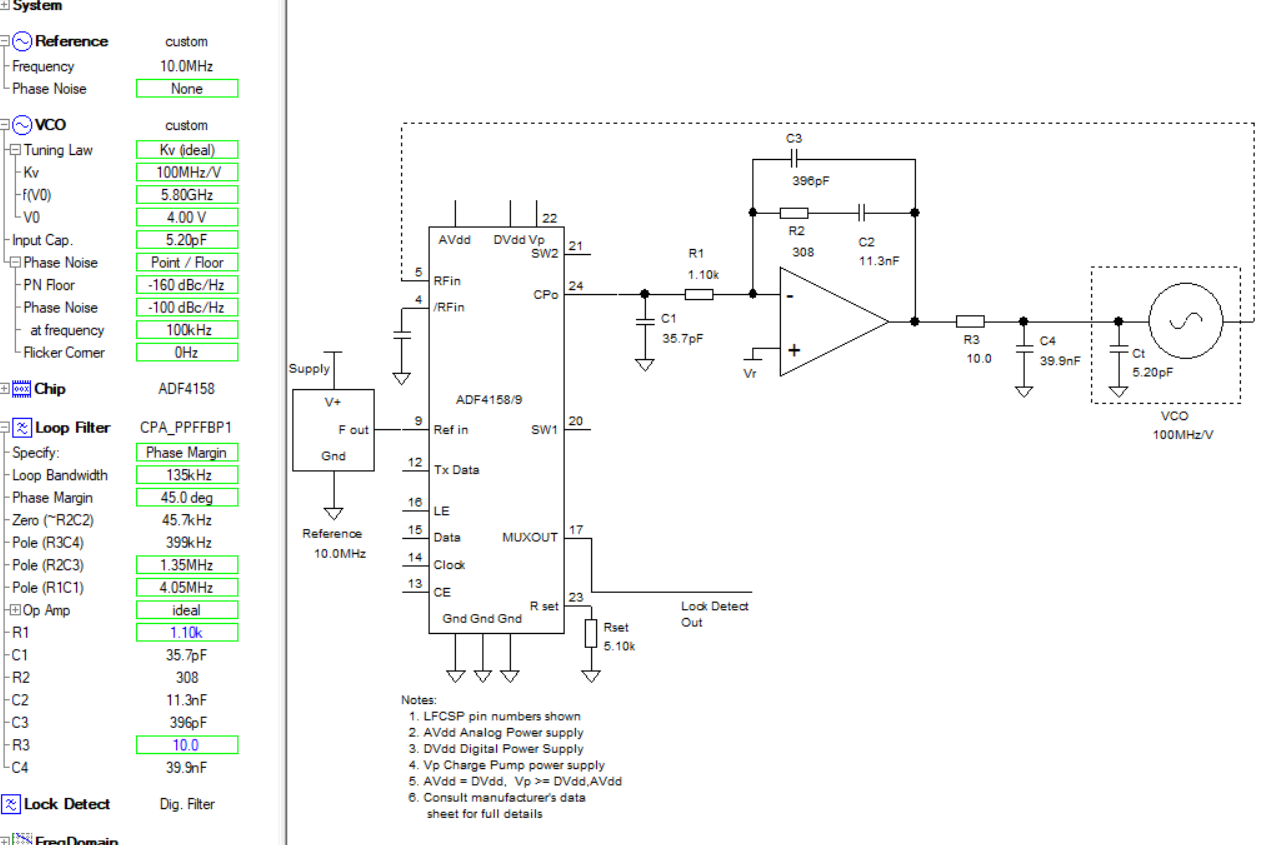 System
Reference custom
Frequency 10.0MHz
Phase Noise None
VCO custom
Tuning Law Kv (ideal)
Kv 100MHz/V
f(V0) 5.80GHz
V0 4.00 V
Input Cap. 5.20pF
Phase Noise Point / Floor
PN Floor -160 dBc/Hz
Phase Noise -100 dBc/Hz
at frequency 100kHz
Flicker Corner 0Hz
Chip ADF4158
Loop Filter CPA_PPFFBP1
Specify: Phase Margin
Loop Bandwidth 135kHz
Phase Margin 45.0 deg
Zero (~R2C2) 45.7kHz
Pole (R3C4) 399kHz
Pole (R2C3) 1.35MHz
Pole (R1C1) 4.05MHz
Op Amp ideal
R1 1.10k
C1 35.7pF
R2 308
C2 11.3nF
C3 396pF
R3 10.0
C4 39.9nF
Lock Detect Dig. Filter
FreqDomain
C3
396pF
R2
308
C2
11.3nF
R1
1.10k
C1
35.7pF
-
+
Vr
R3
10.0
C4
39.9nF
Ct
5.20pF
VCO
100MHz/V
22
AVdd DVdd Vp
SW2 21
5 RFin
CPo 24
4 /RFin
ADF4158/9
Supply
V+
F out
Gnd
Reference
10.0MHz
9 Ref in
SW1 20
12 Tx Data
16 LE
15 Data
MUXOUT 17
14 Clock
13 CE
R set 23
Gnd Gnd Gnd
Lock Detect
Out
Rset
5.10k
Notes:
1. LFCSP pin numbers shown
2. AVdd Analog Power supply
3. DVdd Digital Power Supply
4. Vp Charge Pump power supply
5. AVdd = DVdd, Vp >= DVdd,AVdd
6. Consult manufacturer's data
sheet for full details